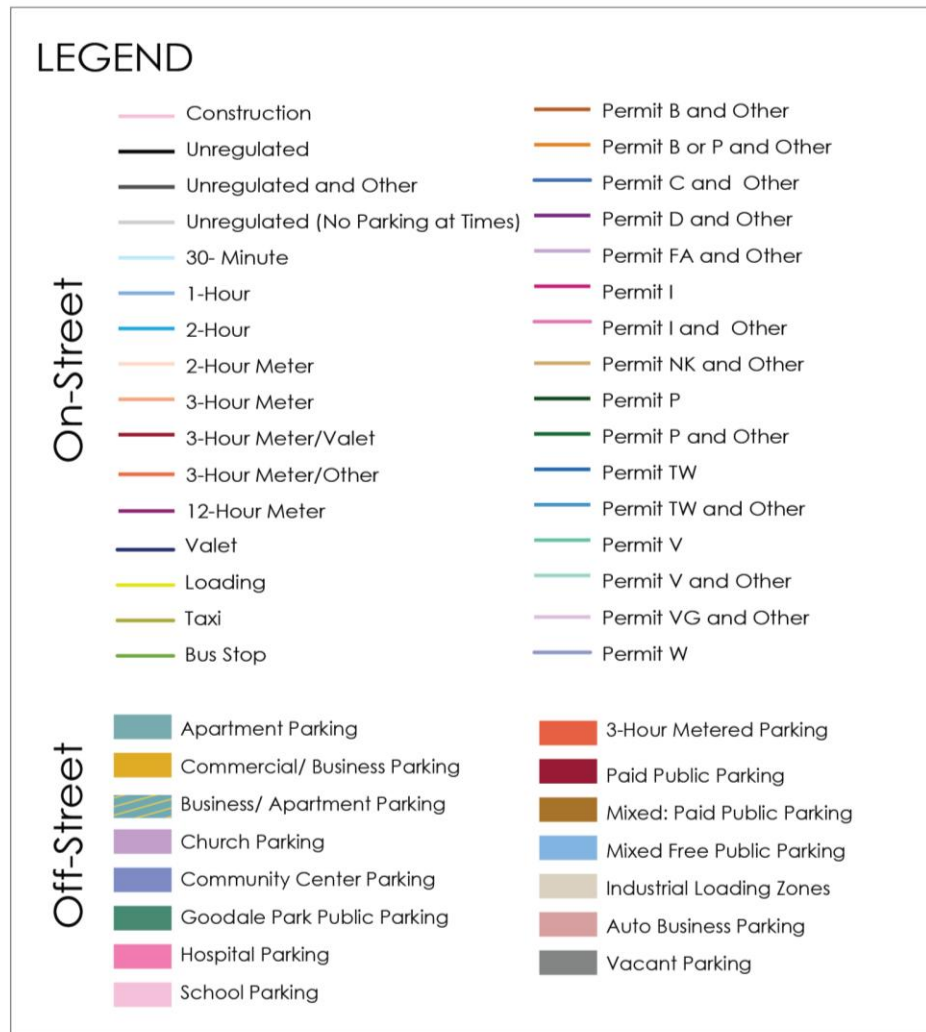 LEGEND
On-Street
Construction
Unregulated
Unregulated and Other
Unregulated (No Parking at Times)
30- Minute
1-Hour
2-Hour
2-Hour Meter
3-Hour Meter
3-Hour Meter/Valet
3-Hour Meter/Other
12-Hour Meter
Valet
Loading
Taxi
Bus Stop
Permit B and Other
Permit B or P and Other
Permit C and Other
Permit D and Other
Permit FA and Other
Permit I
Permit I and Other
Permit NK and Other
Permit P
Permit P and Other
Permit TW
Permit TW and Other
Permit V
Permit V and Other
Permit VG and Other
Permit W
Off-Street
Apartment Parking
Commercial/ Business Parking
Business/ Apartment Parking
Church Parking
Community Center Parking
Goodale Park Public Parking
Hospital Parking
School Parking
3-Hour Metered Parking
Paid Public Parking
Mixed: Paid Public Parking
Mixed Free Public Parking
Industrial Loading Zones
Auto Business Parking
Vacant Parking